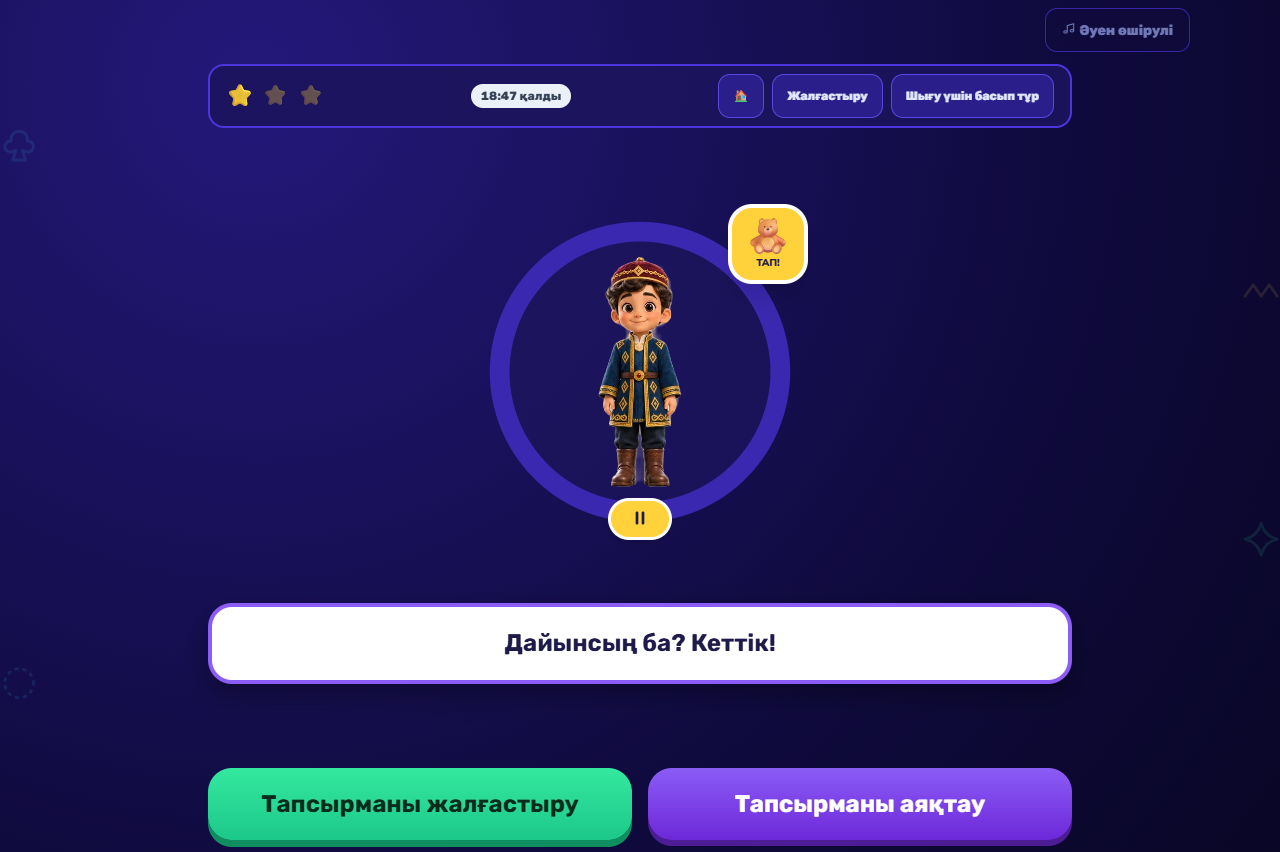 Әуен өшірулі
18:47 қалды
Жалғастыру
Шығу үшін басып тұр
ТАП!
Дайынсың ба? Кеттік!
Тапсырманы жалғастыру
Тапсырманы аяқтау